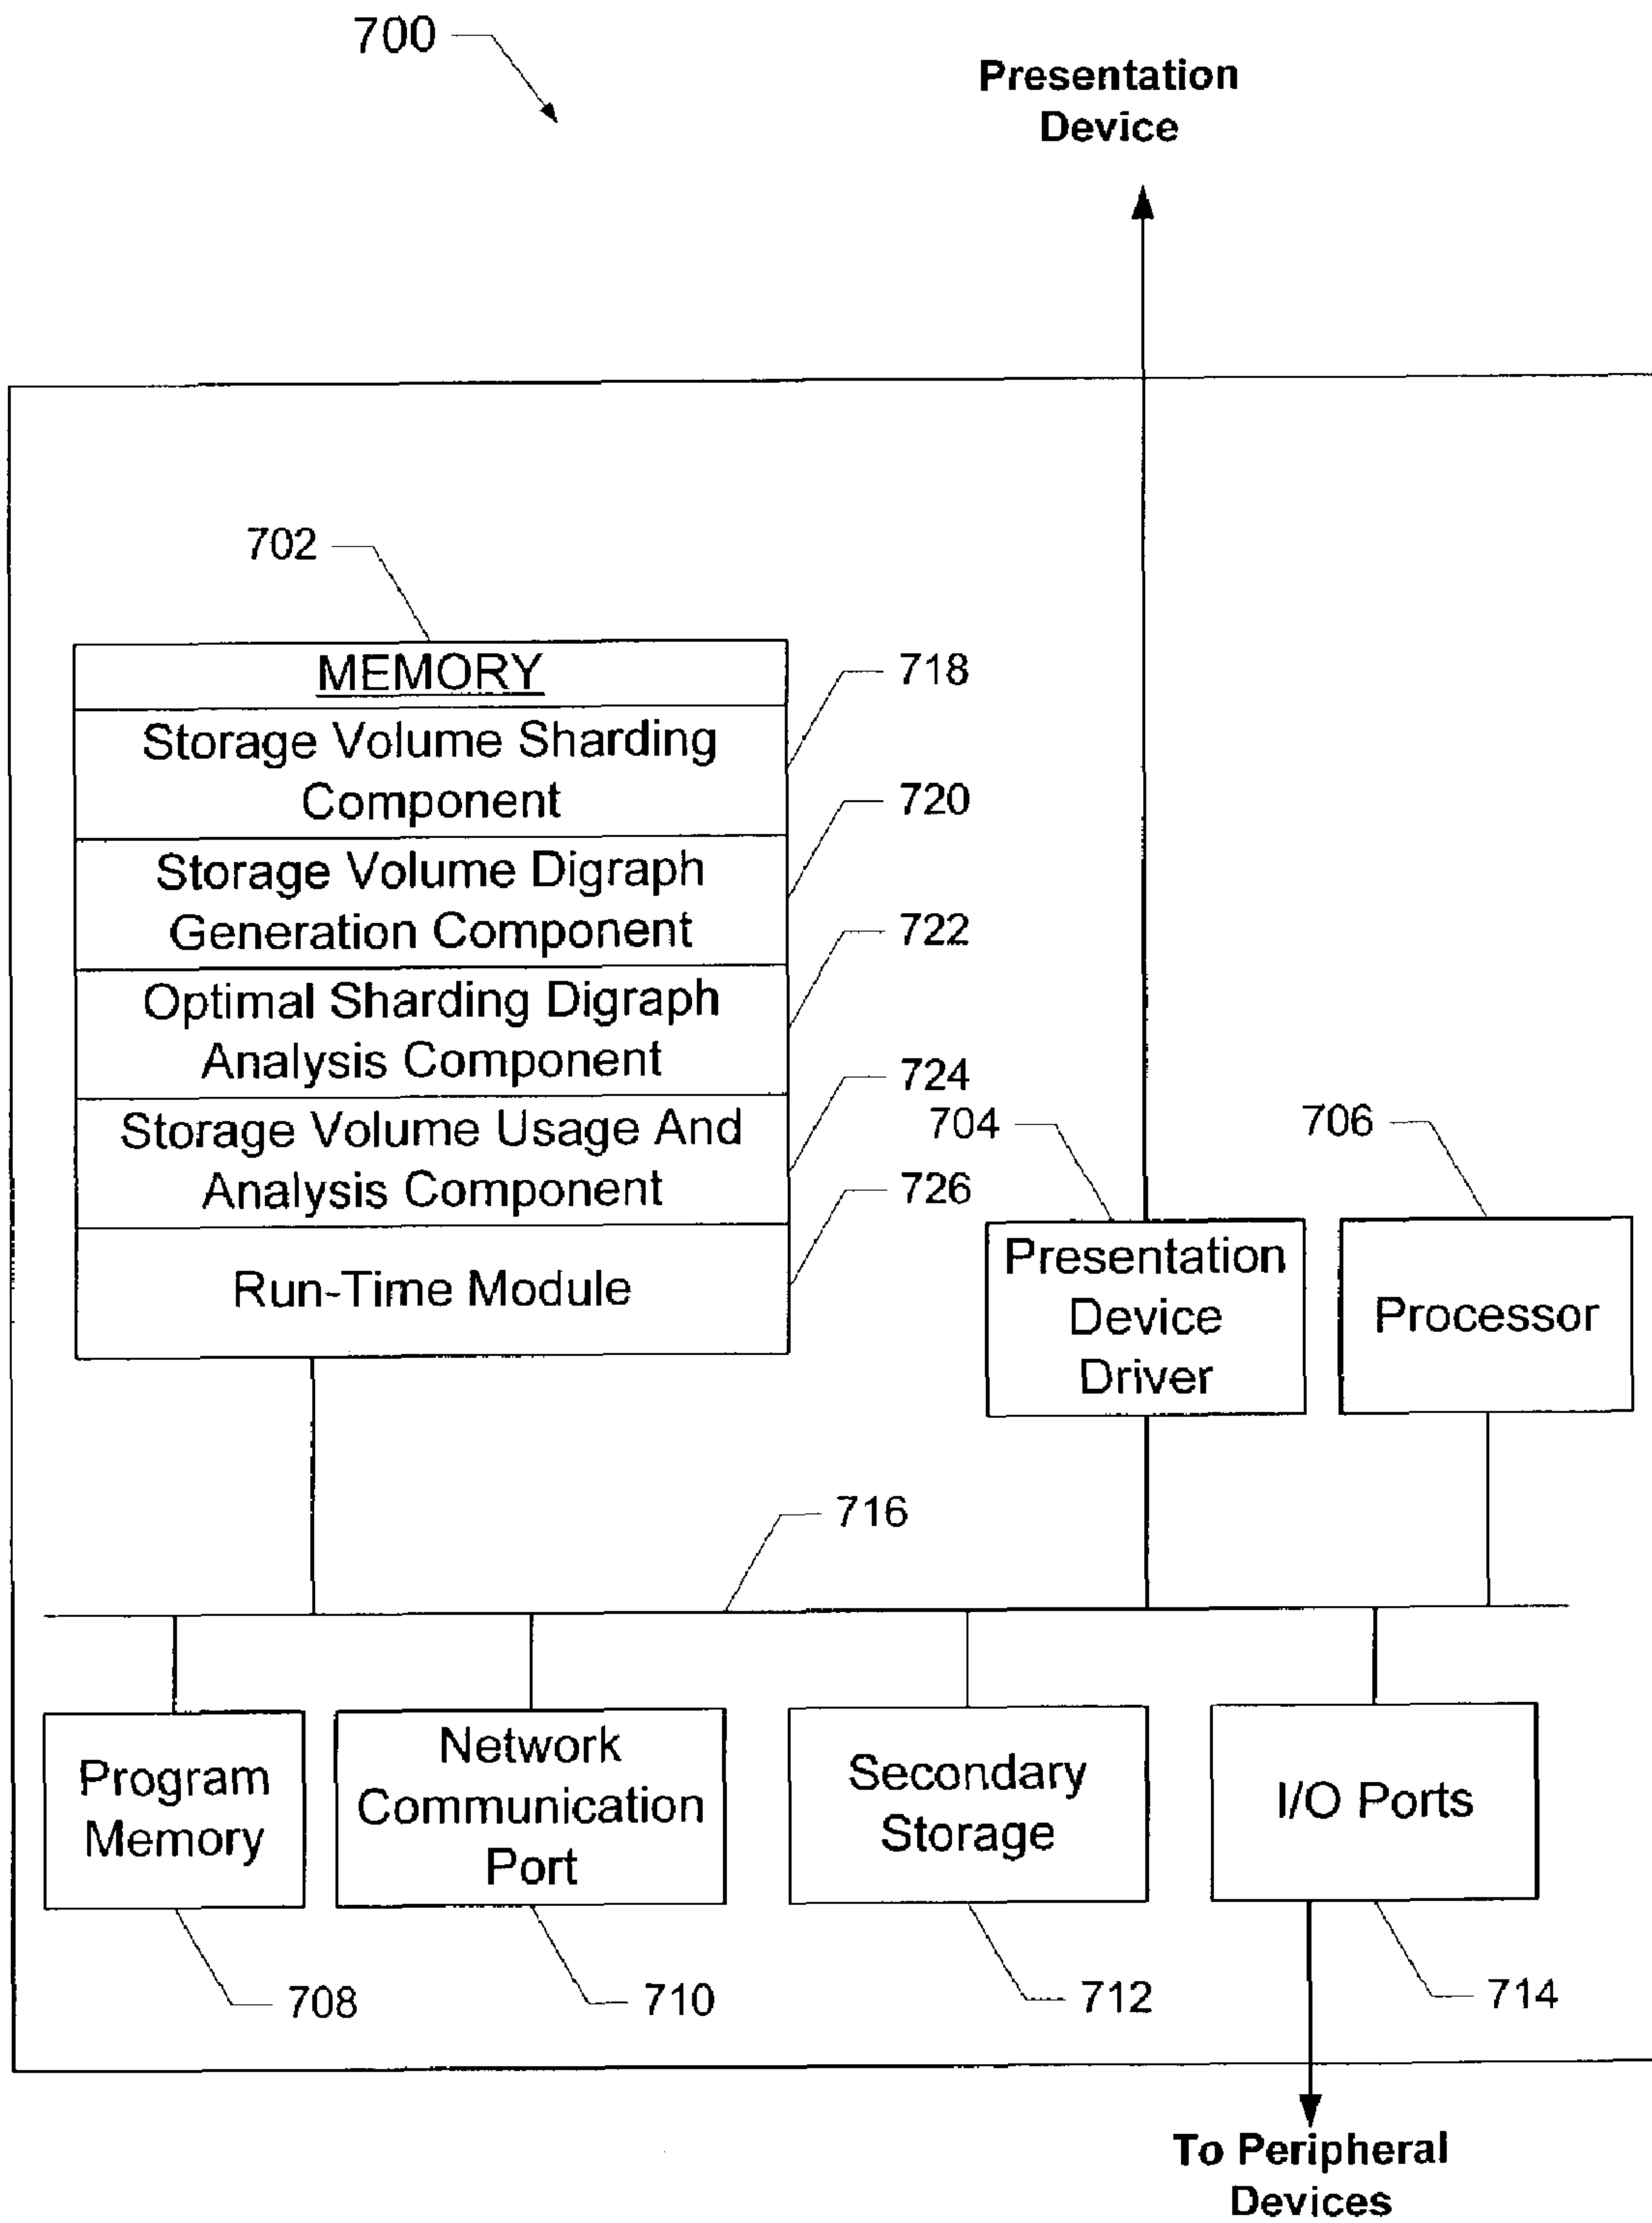 700
Presentation
Device
702
MEMORY
718
Storage Volume Sharding
Component
720
Storage Volume Digraph
Generation Component
722
Optimal Sharding Digraph
Analysis Component
724
Storage Volume Usage And
Analysis Component
726
Run-Time Module
704
Presentation
Device
Driver
706
Processor
716
Program
Memory
708
Network
Communication
Port
710
Secondary
Storage
712
I/O Ports
714
To Peripheral
Devices